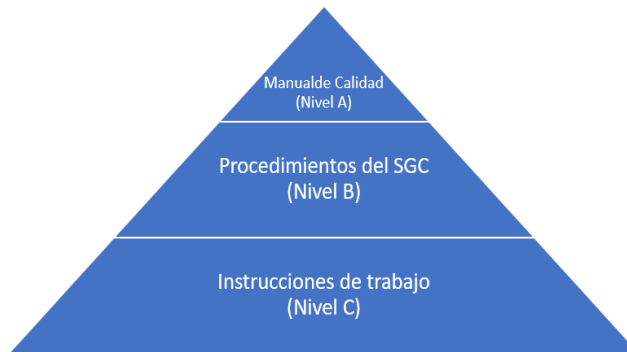 Manualde Calidad
(Nivel A)
Procedimientos del SGC
(Nivel B)
Instrucciones de trabajo
(Nivel C)